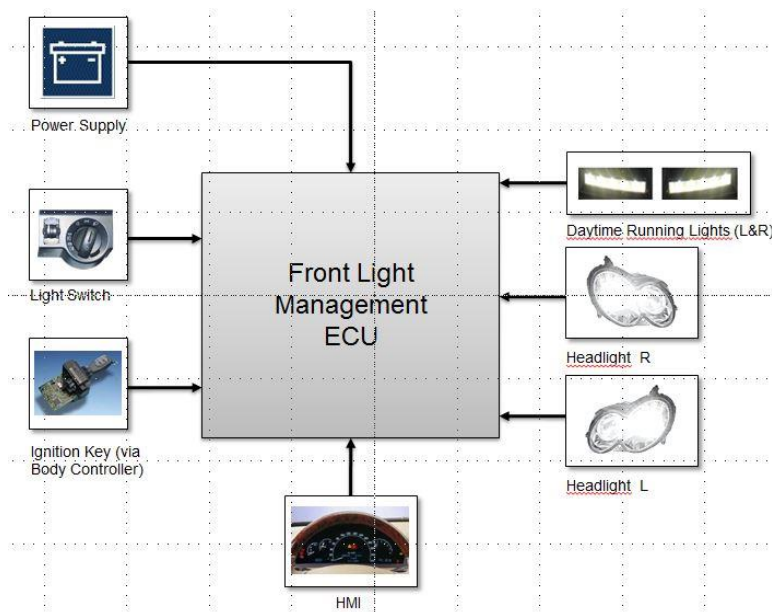 Power Supply
Light Switch
Ignition Key (via
Body Controller)
Front Light
Management
ECU
Daytime Running Lights (L&R)
Headlight R
Headlight L
HMI